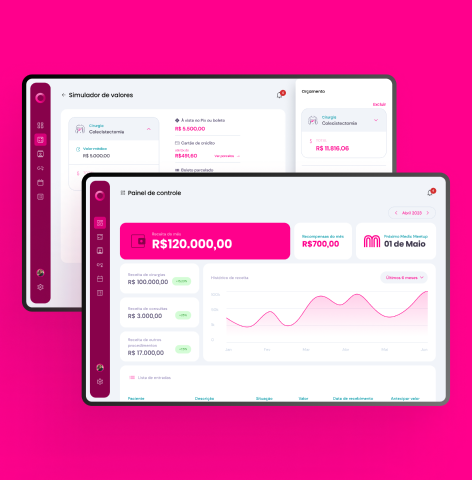 ← Simulador de valores
Cirurgia
Colecistectomia
Valor médico
R$ 5.000,00
À vista no Pix ou boleto
R$ 5.600,00
Cartão de crédito
R$491,60
Boleto parcelado
Orçamento
Excluir
Cirurgia
Colecistectomia
R$ 11.816,06
Painel de controle
< Abril 2023 >
Receita do mês
R$120.000,00
Recompensas do mês
R$700,00
Próximo Medic Meetup
01 de Maio
Receita de cirurgias
R$ 100.000,00
Receita de consultas
R$ 3.000,00
Receita de outros
procedimentos
R$ 17.000,00
Histórico de receita
Últimos 6 meses
Lista de entradas
Paciente
Descrição
Situação
Valor
Data de recebimento
Antecipar valor